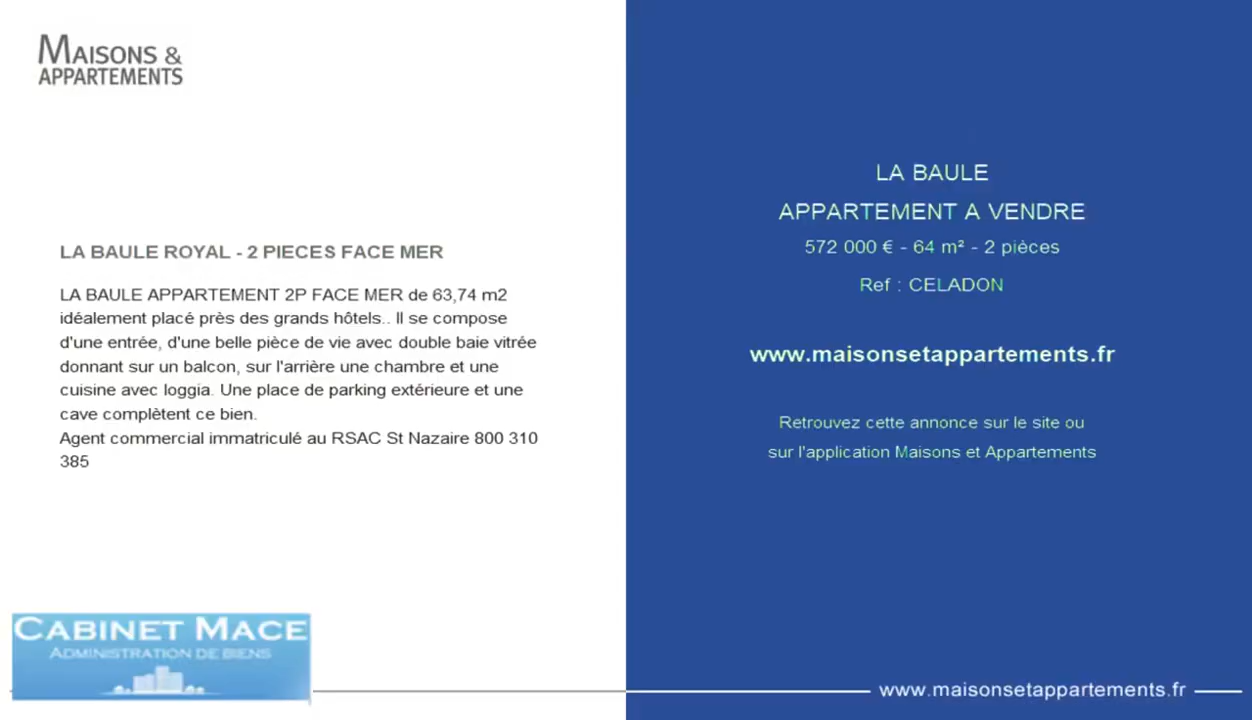 MAISONS &
APPARTEMENTS
LA BAULE ROYAL - 2 PIECES FACE MER
LA BAULE APPARTEMENT 2P FACE MER de 63,74 m2
idéalement placé près des grands hôtels.. Il se compose
d'une entrée, d'une belle pièce de vie avec double baie vitrée
donnant sur un balcon, sur l'arrière une chambre et une
cuisine avec loggia. Une place de parking extérieure et une
cave complètent ce bien.
Agent commercial immatriculé au RSAC St Nazaire 800 310
385
CABINET MACE
ADMINISTRATION DE BIENS
LA BAULE
APPARTEMENT A VENDRE
572 000 € - 64 m² - 2 pièces
Ref : CELADON
www.maisonsetappartements.fr
Retrouvez cette annonce sur le site ou
sur l'application Maisons et Appartements
www.maisonsetappartements.fr